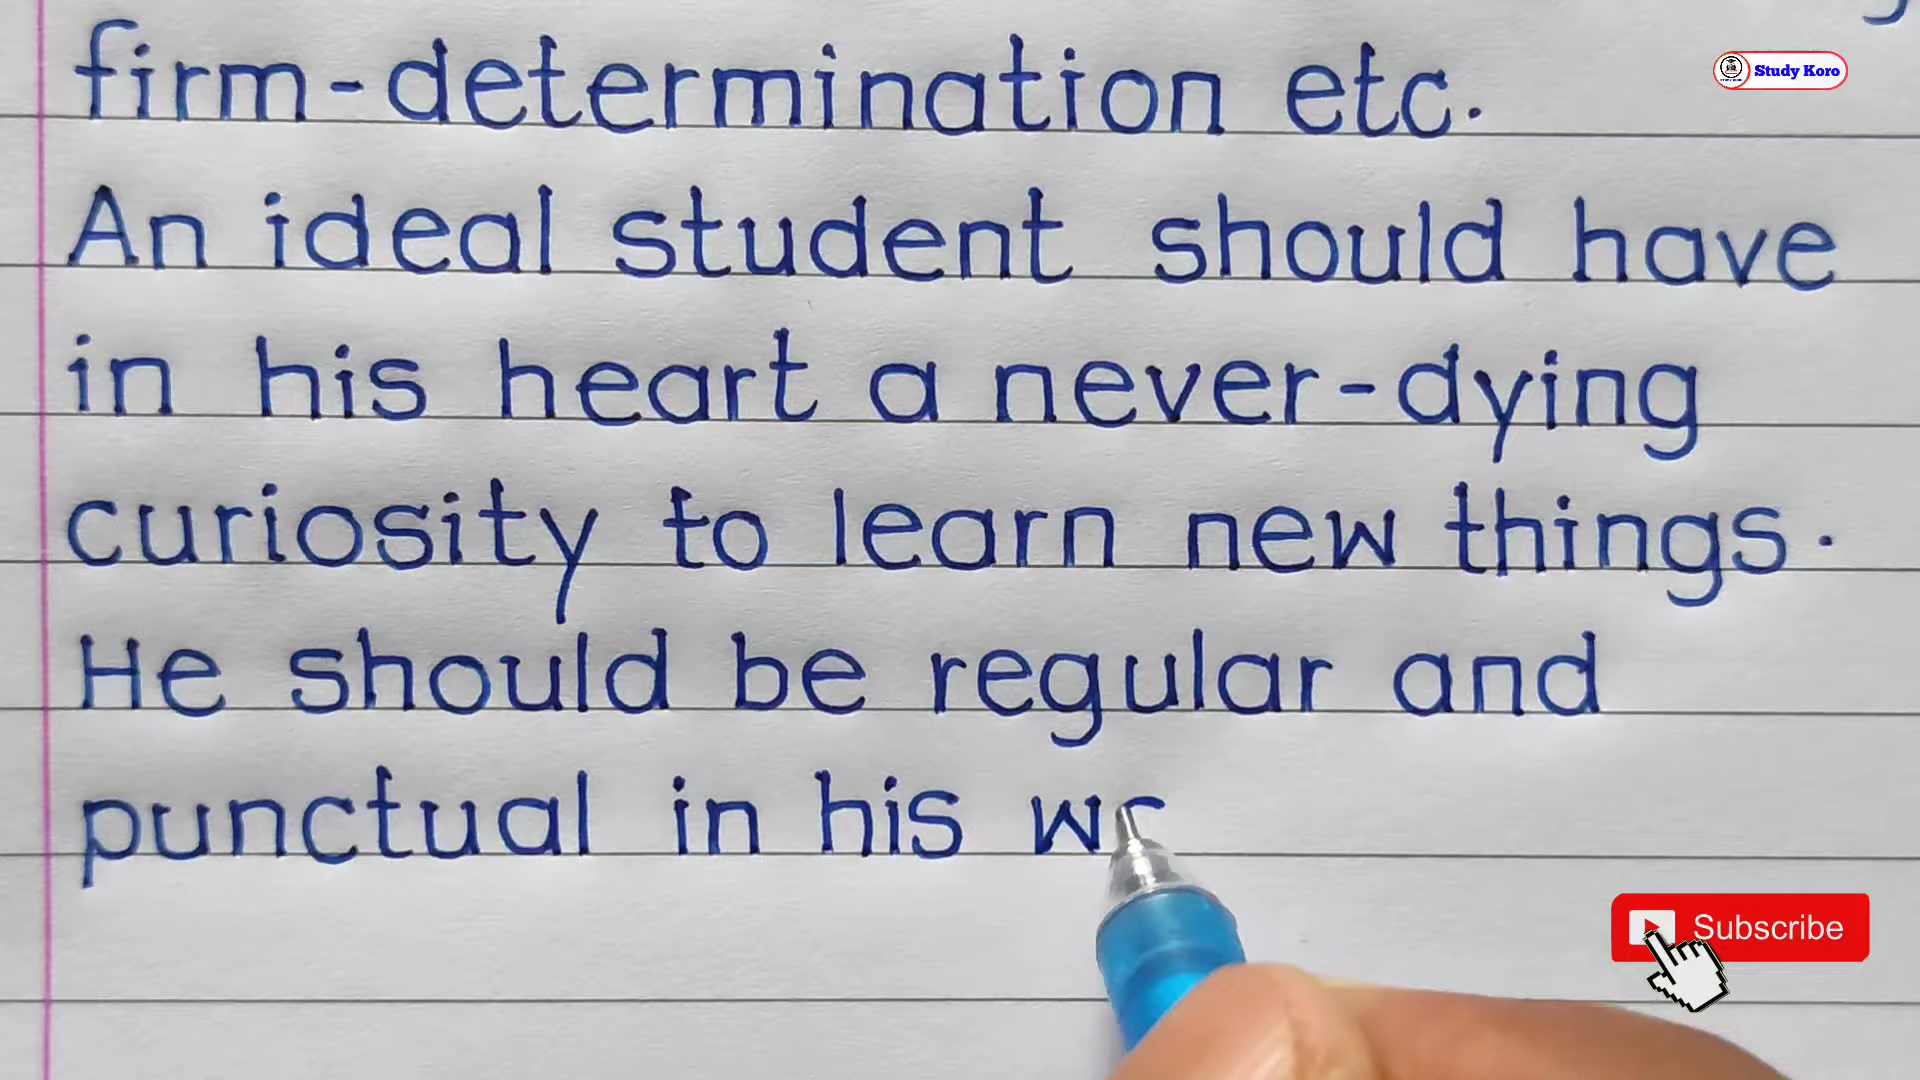 firm-determination etc.
Study Koro
An ideal student should have
in his heart a never-dying
curiosity to learn new things.
He should be regular and
punctual in his
Subscribe